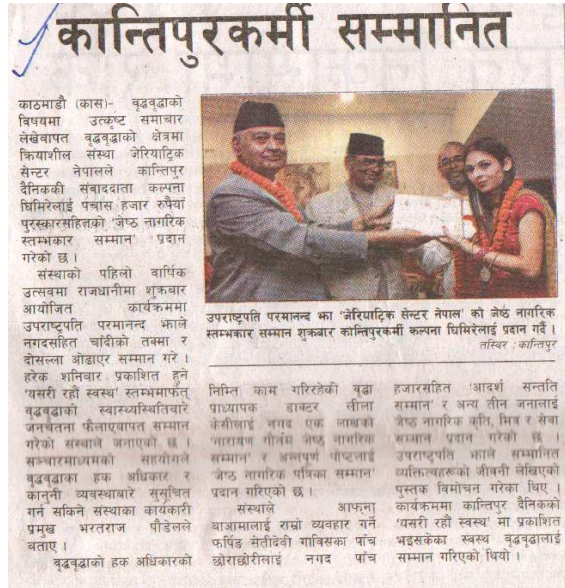 कान्तिपुरकर्मी सम्मानित
काठमाडौं (कास)- वृद्धवृद्धाको
विषयमा उत्कृष्ट समाचार
लेखेवापत वृद्धवृद्धाको क्षेत्रमा
क्रियाशील संस्था जेरियाट्रिक
सेन्टर नेपालले कान्तिपुर
दैनिककी संवाददाता कल्पना
घिमिरेलाई पचास हजार रुपैयाँ
पुरस्कारसहितको 'जेष्ठ नागरिक
स्तम्भकार सम्मान' प्रदान
गरेको छ ।
संस्थाको पहिलो वार्षिक
उत्सवमा राजधानीमा शुक्रबार
आयोजित कार्यक्रममा
उपराष्ट्रपति परमानन्द झाले
नगदसहित चाँदीको तक्मा र
दोसल्ला ओढाएर सम्मान गरे ।
हरेक शनिबार प्रकाशित हुने
'यसरी रहौं स्वस्थ' स्तम्भमार्फत्
वृद्धवृद्धाको स्वास्थ्यस्थितिबारे
जनचेतना फैलाएवापत सम्मान
गरेको संस्थाले जनाएको छ ।
सञ्चारमाध्यमको सहयोगले
वृद्धवृद्धाका हक अधिकार र
कानुनी व्यवस्थाबारे सुसूचित
गर्न सकिने संस्थाका कार्यकारी
प्रमुख भरतराज पौडेलले
बताए ।
वृद्धवृद्धाको हक अधिकारको
उपराष्ट्रपति परमानन्द झा 'जेरियाट्रिक सेन्टर नेपाल' को जेष्ठ नागरिक
स्तम्भकार सम्मान शुक्रबार कान्तिपुरकर्मी कल्पना घिमिरेलाई प्रदान गर्दै ।
तस्बिर : कान्तिपुर
निम्ति काम गरिरहेकी वृद्धा
प्राध्यापक डाक्टर लीला
केसीलाई नगद एक लाखको
'नारायण गोर्णाम जेष्ठ नागरिक
सम्मान' र अन्नपूर्ण पोष्टलाई
'जेष्ठ नागरिक पत्रिका सम्मान'
प्रदान गरिएको छ ।
संस्थाले आफ्ना
बाआमालाई राम्रो व्यवहार गर्ने
फर्पिङ सेतीदेवी गाविसका पाँच
छोराछोरीलाई नगद पाँच
हजारसहित 'आदर्श सन्तति
सम्मान' र अन्य तीन जनालाई
जेष्ठ नागरिक कृति, मित्र र सेवा
सम्मान प्रदान गरेको छ ।
उपराष्ट्रपति झाले सम्मानित
व्यक्तित्वहरूको जीवनी लेखिएको
पुस्तक विमोचन गरेका थिए ।
कार्यक्रममा कान्तिपुर दैनिकको
'यसरी रहौं स्वस्थ' मा प्रकाशित
भइसकेका स्वस्थ वृद्धवृद्धालाई
सम्मान गरिएको थियो ।